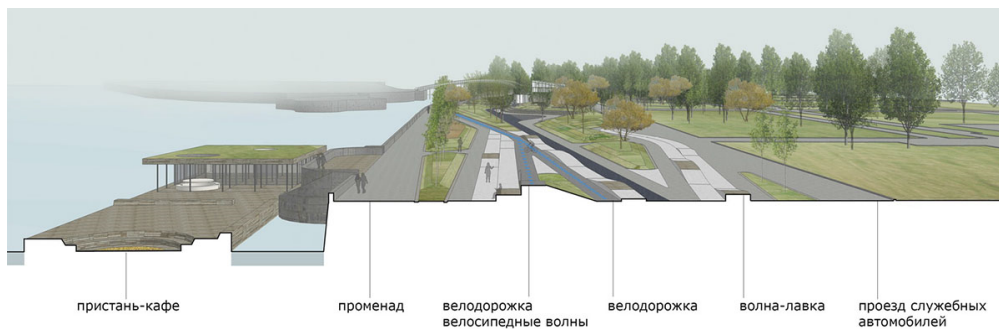 пристань-кафе
променад
велодорожка
велосипедные волны
велодорожка
волна-лавка
проезд служебных
автомобилей